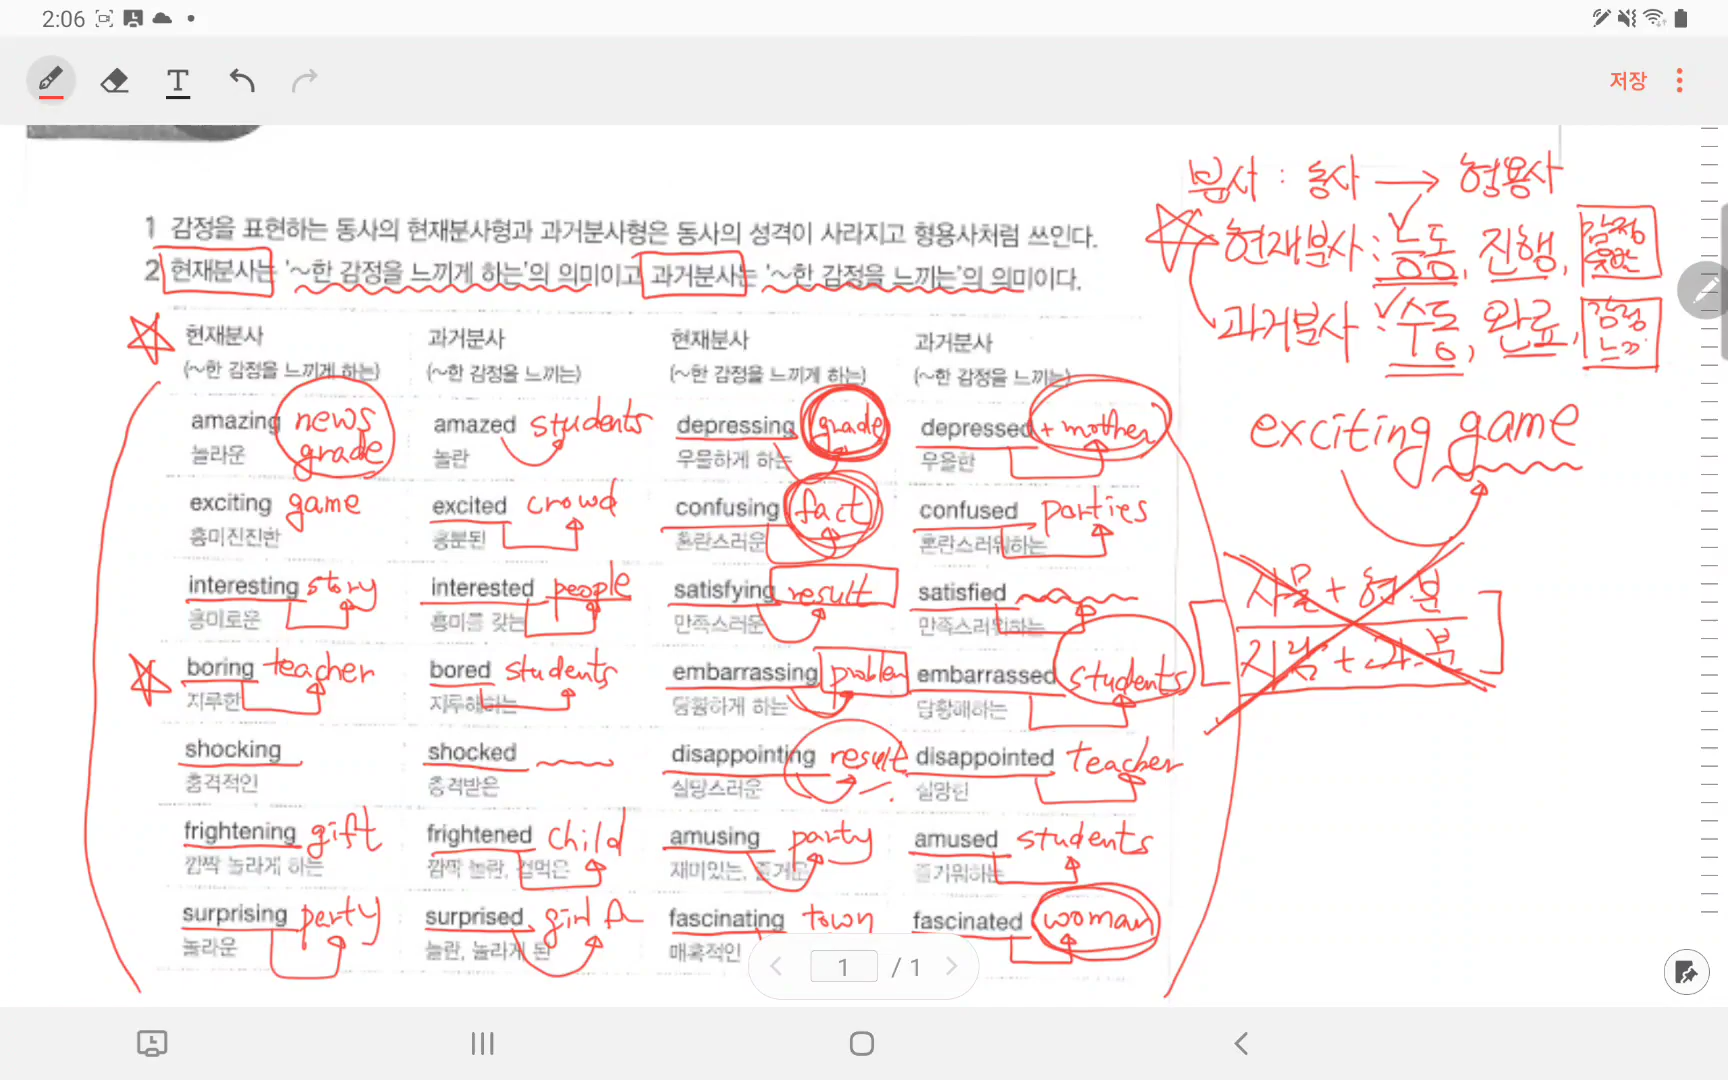 2:06
저장
1 감정을 표현하는 동사의 현재분사형과 과거분사형은 동사의 성격이 사라지고 형용사처럼 쓰인다.
2 현재분사는 '~한 감정을 느끼게 하는'의 의미이고 과거분사는 '~한 감정을 느끼는'의 의미이다.
분사 : 동사 → 형용사
현재분사 : 능동, 진행, 감정
과거분사 : 수동, 완료, 감정 느끼
exciting game
사물 + 현분
사람 + 과.분
현재분사 과거분사 현재분사 과거분사
(~한 감정을 느끼게 하는) (~한 감정을 느끼는) (~한 감정을 느끼게 하는) (~한 감정을 느끼는)
amazing news grade amazed students depressing grade depressed + mother
놀라운 놀란 우울하게 하는 우울한
exciting game excited crowd confusing fact confused parties
흥미진진한 흥분된 혼란스러운 혼란스러워하는
interesting story interested people satisfying result satisfied
흥미로운 흥미를 갖는 만족스러운 만족스러워하는
boring teacher bored students embarrassing problem embarrassed students
지루한 지루해하는 당황하게 하는 당황해하는
shocking shocked disappointing result disappointed teacher
충격적인 충격받은 실망스러운 실망한
frightening gift frightened child amusing party amused students
깜짝 놀라게 하는 깜짝 놀란, 겁먹은 재미있는, 즐거운 즐거워하는
surprising party surprised girl fascinating town fascinated woman
놀라운 놀란, 놀라게 된 매혹적인
1 / 1